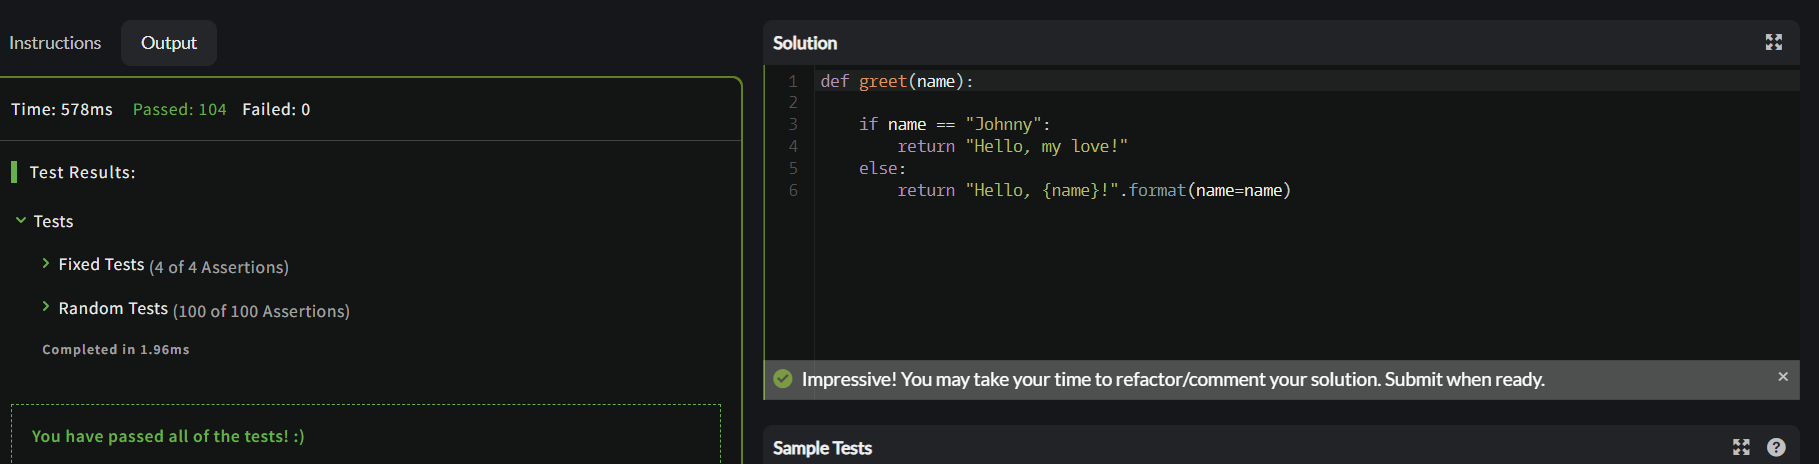 Instructions
Output
Time: 578ms Passed: 104 Failed: 0
Test Results:
Tests
Fixed Tests (4 of 4 Assertions)
Random Tests (100 of 100 Assertions)
Completed in 1.96ms
You have passed all of the tests! :)
Solution
1 def greet(name):
2
3     if name == "Johnny":
4         return "Hello, my love!"
5     else:
6         return "Hello, {name}!".format(name=name)
Impressive! You may take your time to refactor/comment your solution. Submit when ready.
Sample Tests